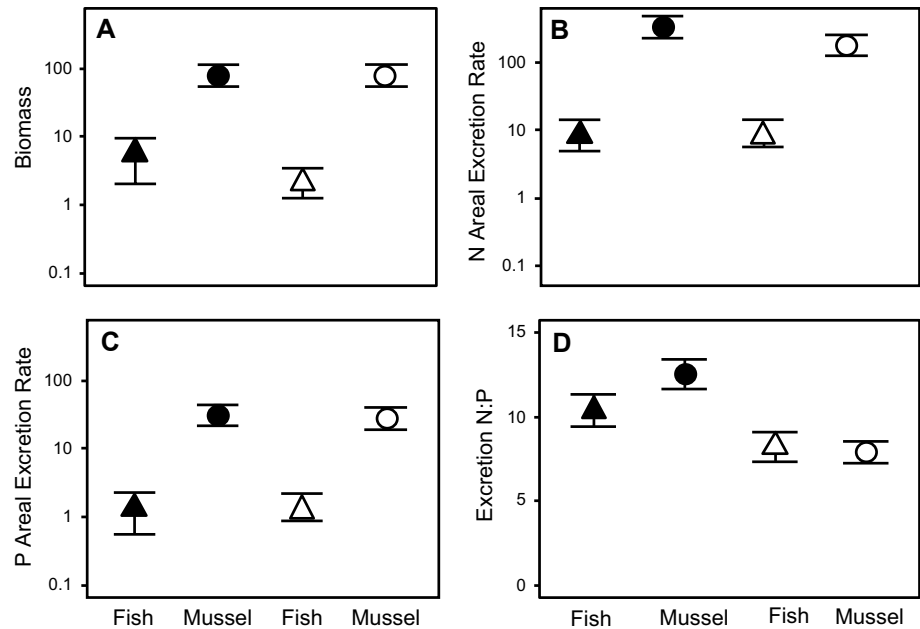 A
Biomass
100
10
1
0.1
B
N Areal Excretion Rate
100
10
1
0.1
C
P Areal Excretion Rate
100
10
1
0.1
Fish Mussel Fish Mussel
D
Excretion N:P
15
10
5
0
Fish Mussel Fish Mussel